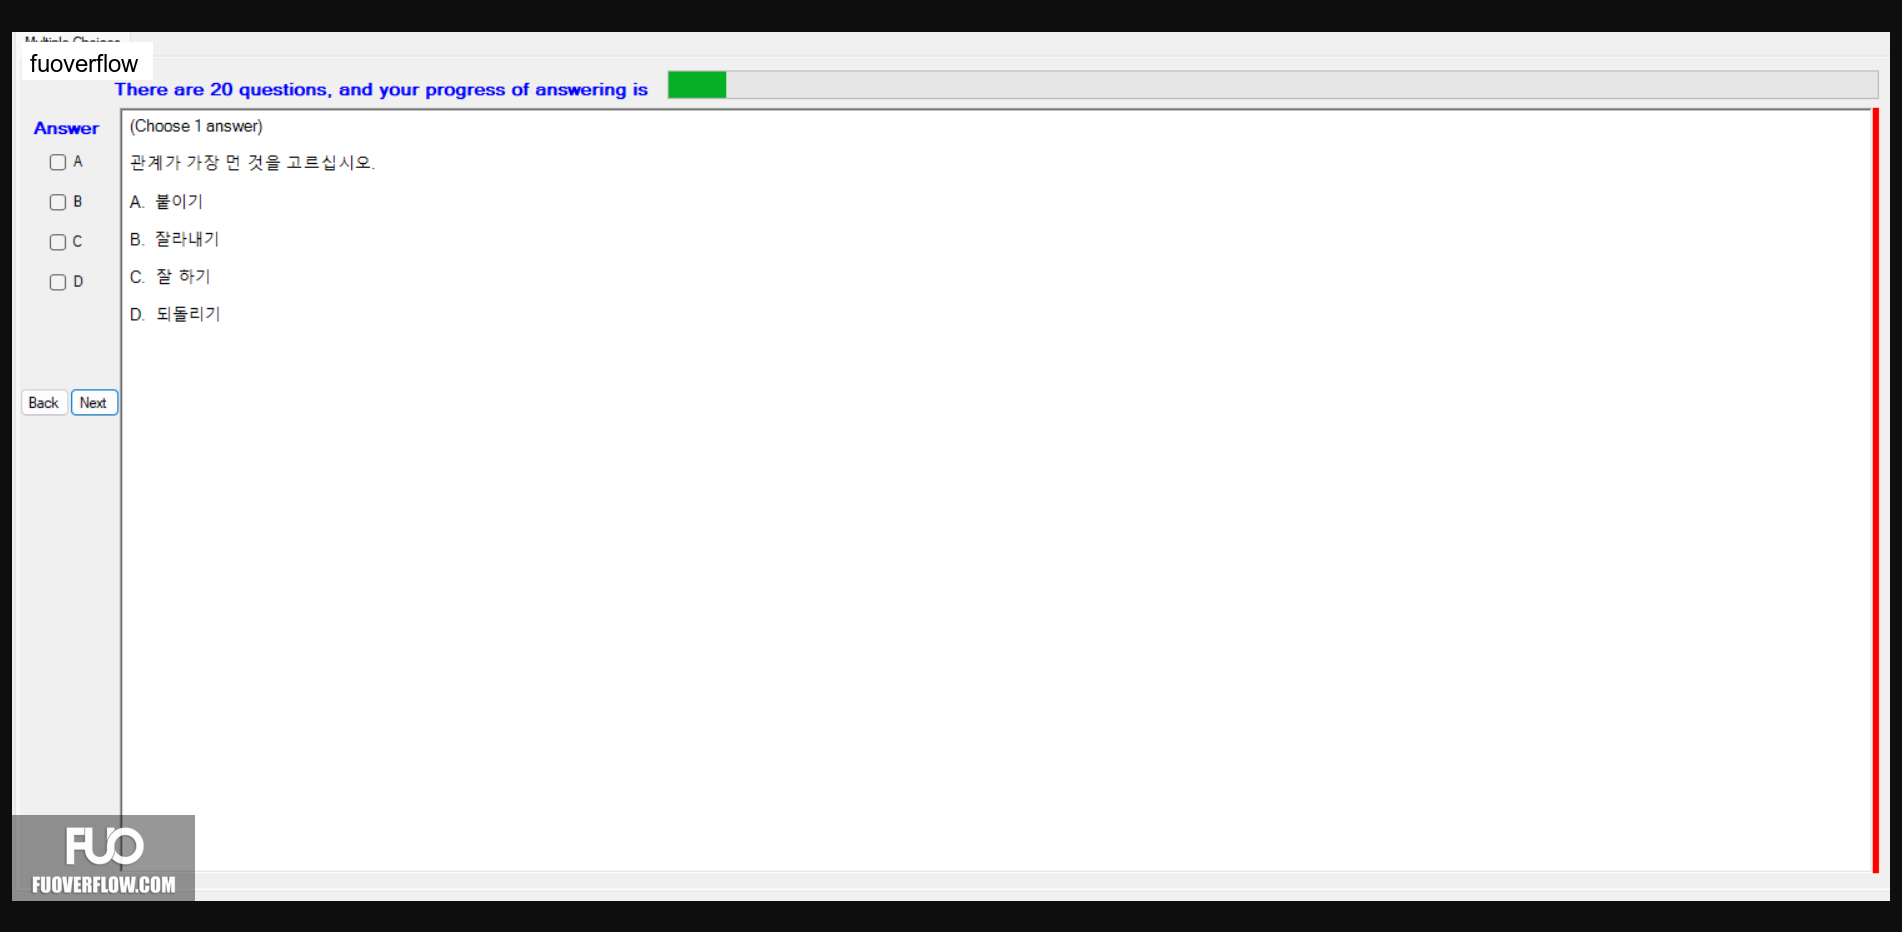 fuoverflow
There are 20 questions, and your progress of answering is
Answer
A
B
C
D
(Choose 1 answer)
관계가 가장 먼 것을 고르십시오.
A. 붙이기
B. 잘라내기
C. 잘 하기
D. 되돌리기
Back
Next
FUO
FUOVERFLOW.COM